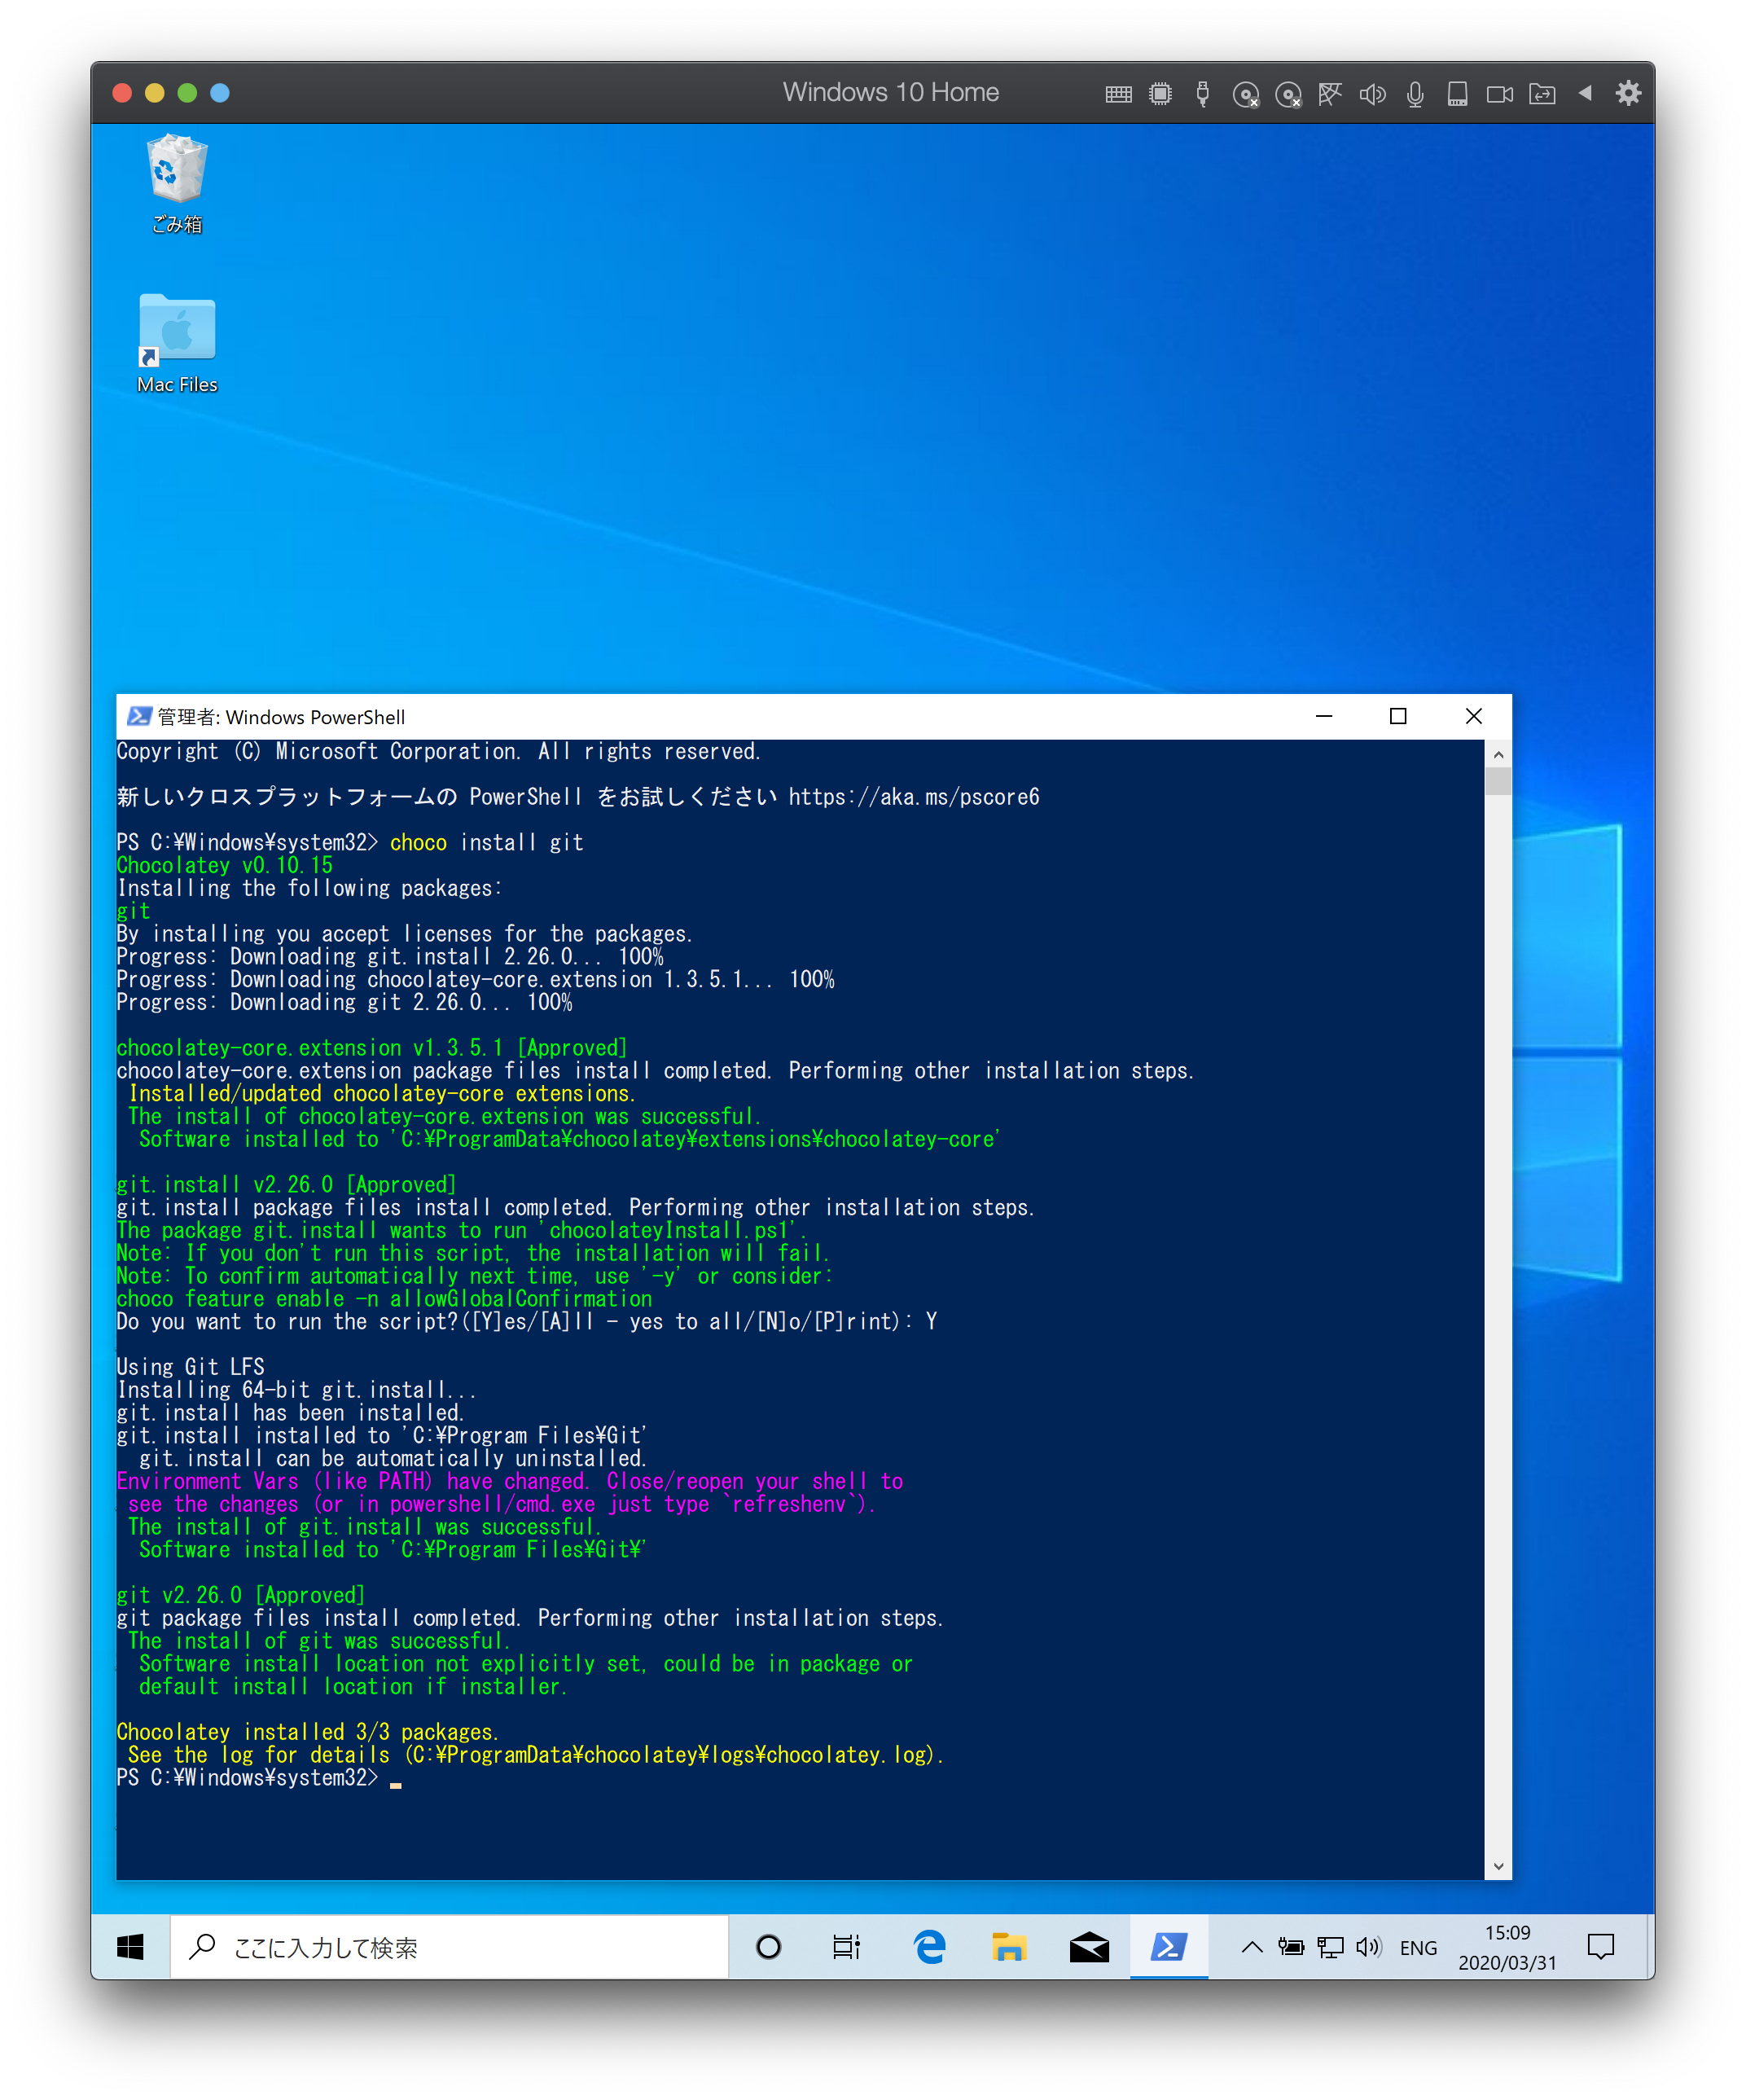 Windows 10 Home
ごみ箱
Mac Files
管理者: Windows PowerShell
Copyright (C) Microsoft Corporation. All rights reserved.
新しいクロスプラットフォームの PowerShell をお試しください https://aka.ms/pscore6
PS C:¥Windows¥system32> choco install git
Chocolatey v0.10.15
Installing the following packages:
git
By installing you accept licenses for the packages.
Progress: Downloading git.install 2.26.0... 100%
Progress: Downloading chocolatey-core.extension 1.3.5.1... 100%
Progress: Downloading git 2.26.0... 100%
chocolatey-core.extension v1.3.5.1 [Approved]
chocolatey-core.extension package files install completed. Performing other installation steps.
Installed/updated chocolatey-core extensions.
The install of chocolatey-core.extension was successful.
Software installed to 'C:¥ProgramData¥chocolatey¥extensions¥chocolatey-core'
git.install v2.26.0 [Approved]
git.install package files install completed. Performing other installation steps.
The package git.install wants to run 'chocolateyInstall.ps1'.
Note: If you don't run this script, the installation will fail.
Note: To confirm automatically next time, use '-y' or consider:
choco feature enable -n allowGlobalConfirmation
Do you want to run the script?([Y]es/[A]ll - yes to all/[N]o/[P]rint): Y
Using Git LFS
Installing 64-bit git.install...
git.install has been installed.
git.install installed to 'C:¥Program Files¥Git'
git.install can be automatically uninstalled.
Environment Vars (like PATH) have changed. Close/reopen your shell to
see the changes (or in powershell/cmd.exe just type `refreshenv`).
The install of git.install was successful.
Software installed to 'C:¥Program Files¥Git¥'
git v2.26.0 [Approved]
git package files install completed. Performing other installation steps.
The install of git was successful.
Software install location not explicitly set, could be in package or
default install location if installer.
Chocolatey installed 3/3 packages.
See the log for details (C:¥ProgramData¥chocolatey¥logs¥chocolatey.log).
PS C:¥Windows¥system32>
ここに入力して検索
ENG
15:09
2020/03/31